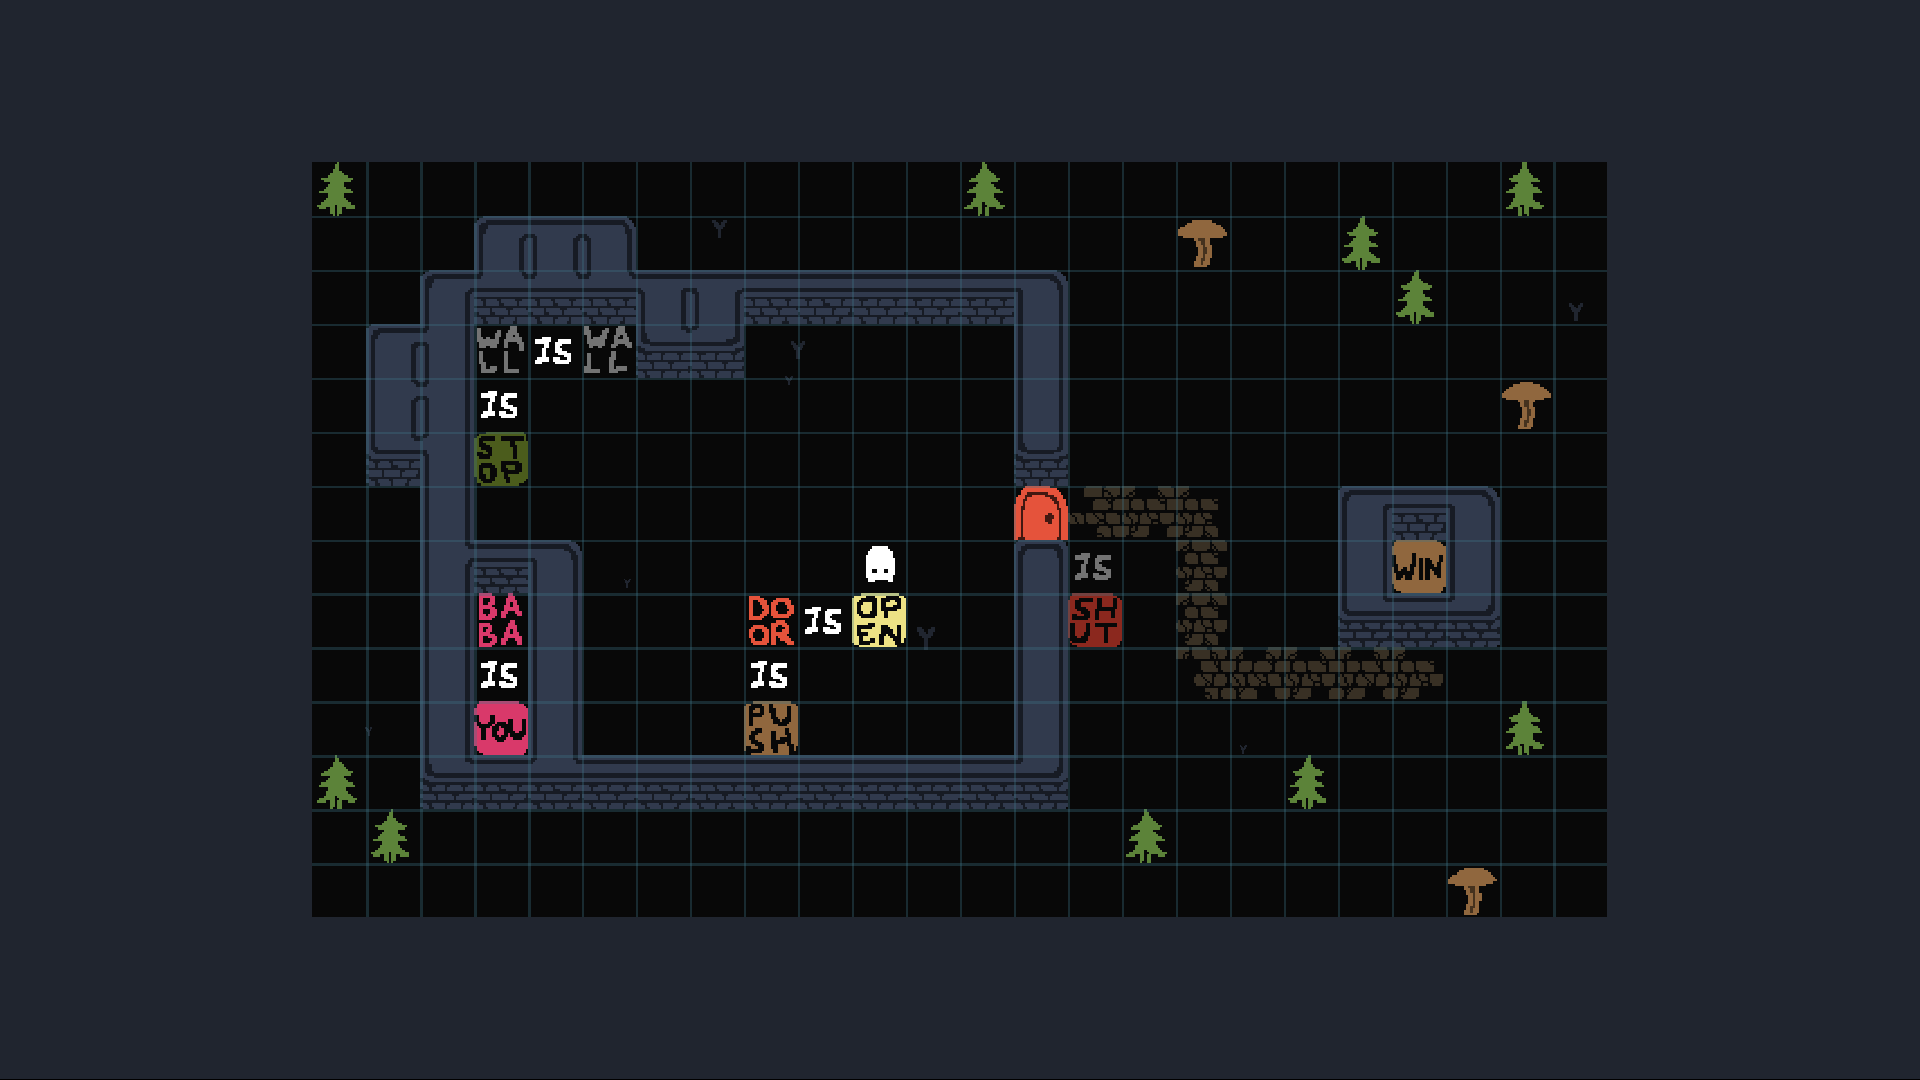 WALL IS WALL
IS
STOP
IS
WIN
BABA
DOOR IS OPEN
SHUT
IS
IS
YOU
PUSH